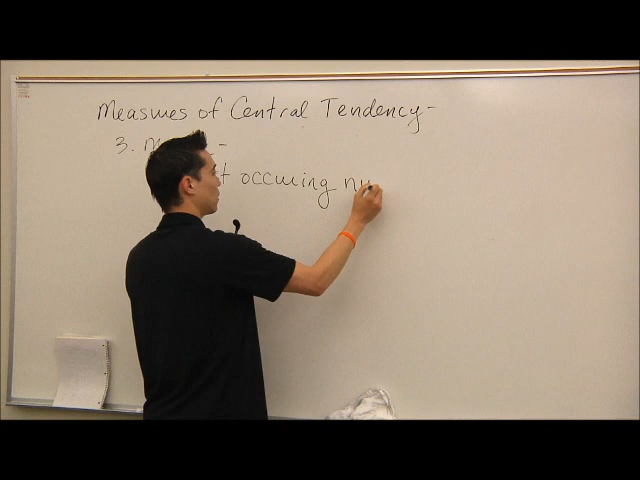 Measures of Central Tendency-
3.
occuring nu